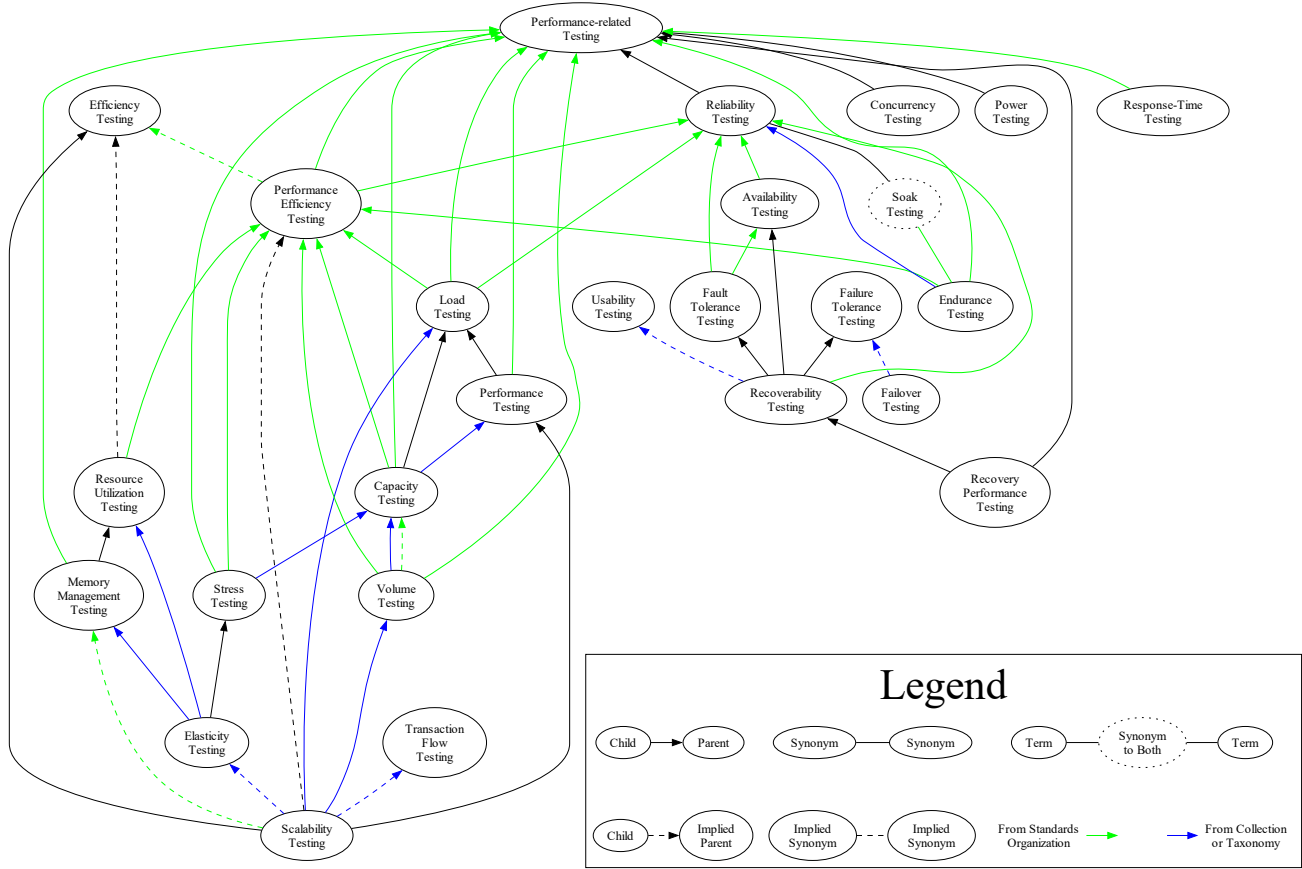 Performance-related
Testing
Efficiency
Testing
Reliability
Testing
Concurrency
Testing
Power
Testing
Response-Time
Testing
Performance
Efficiency
Testing
Availability
Testing
Soak
Testing
Load
Testing
Usability
Testing
Fault
Tolerance
Testing
Failure
Tolerance
Testing
Endurance
Testing
Performance
Testing
Recoverability
Testing
Failover
Testing
Resource
Utilization
Testing
Capacity
Testing
Recovery
Performance
Testing
Memory
Management
Testing
Stress
Testing
Volume
Testing
Elasticity
Testing
Transaction
Flow
Testing
Scalability
Testing
Legend
Child
Parent
Synonym
Synonym
Term
Synonym
to Both
Term
Child
Implied
Parent
Implied
Synonym
Implied
Synonym
From Standards
Organization
From Collection
or Taxonomy